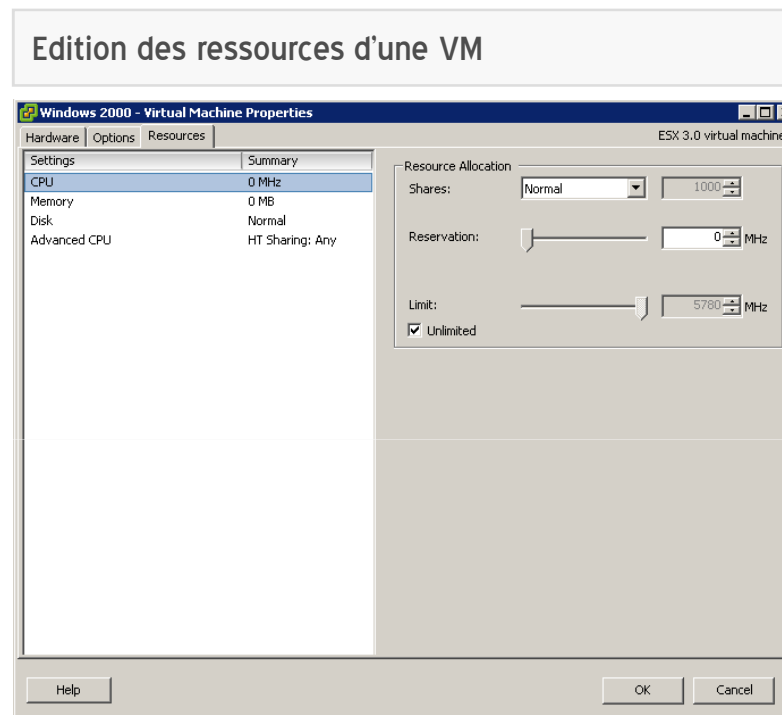 Edition des ressources d'une VM
Windows 2000 - Virtual Machine Properties
Hardware Options Resources ESX 3.0 virtual machine
Settings Summary
CPU 0 MHz
Memory 0 MB
Disk Normal
Advanced CPU HT Sharing: Any
Resource Allocation
Shares: Normal 1000
Reservation: 0 MHz
Limit: 5780 MHz
Unlimited
Help OK Cancel